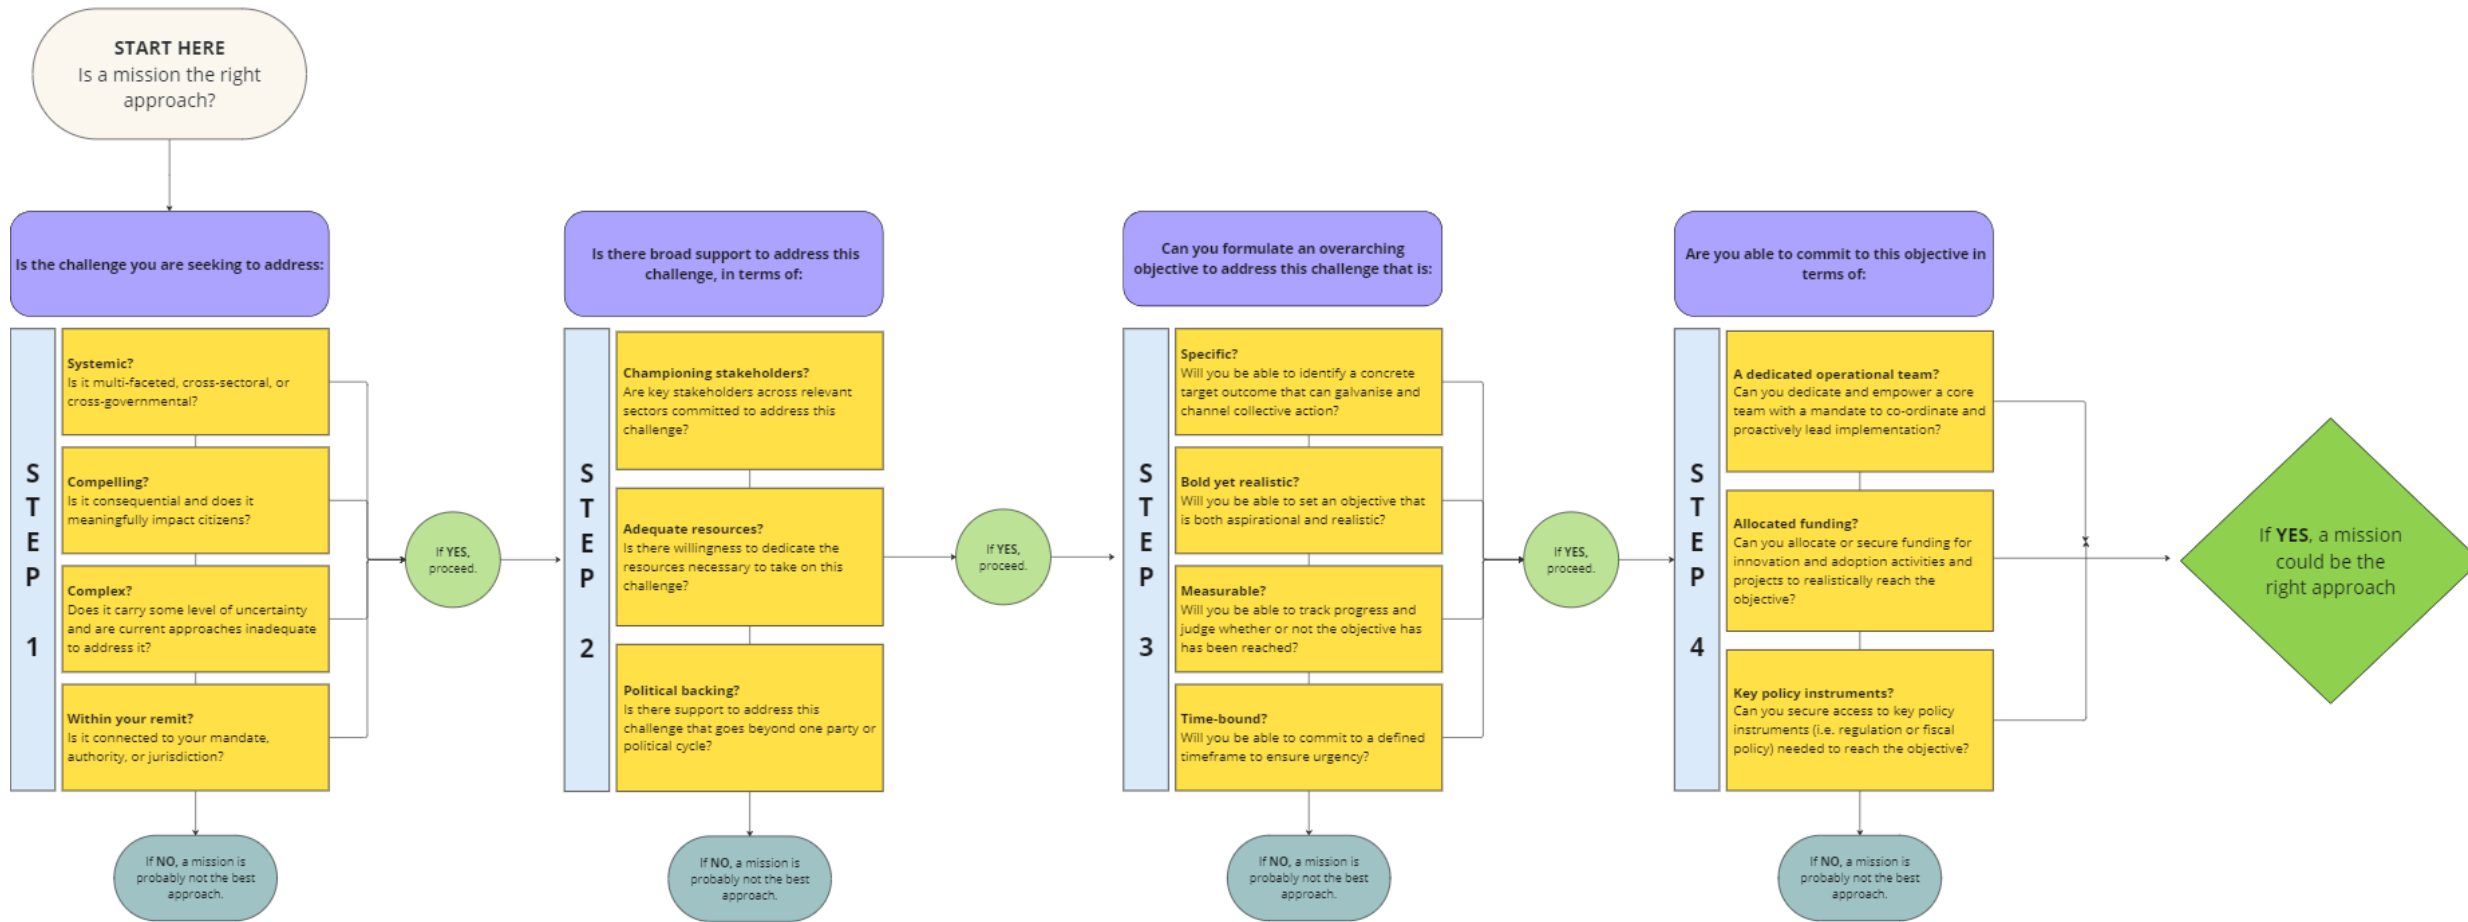 START HERE
Is a mission the right
approach?
Is the challenge you are seeking to address:
STEP 1
Systemic?
Is it multi-faceted, cross-sectoral, or
cross-governmental?
Compelling?
Is it consequential and does it
meaningfully impact citizens?
Complex?
Does it carry some level of uncertainty
and are current approaches inadequate
to address it?
Within your remit?
Is it connected to your mandate,
authority, or jurisdiction?
If YES,
proceed.
If NO, a mission is
probably not the best
approach.
Is there broad support to address this
challenge, in terms of:
STEP 2
Championing stakeholders?
Are key stakeholders across relevant
sectors committed to address this
challenge?
Adequate resources?
Is there willingness to dedicate the
resources necessary to take on this
challenge?
Political backing?
Is there support to address this
challenge that goes beyond one party or
political cycle?
If YES,
proceed.
If NO, a mission is
probably not the best
approach.
Can you formulate an overarching
objective to address this challenge that is:
STEP 3
Specific?
Will you be able to identify a concrete
target outcome that can galvanise and
channel collective action?
Bold yet realistic?
Will you be able to set an objective that
is both aspirational and realistic?
Measurable?
Will you be able to track progress and
judge whether or not the objective has
has been reached?
Time-bound?
Will you be able to commit to a defined
timeframe to ensure urgency?
If YES,
proceed.
If NO, a mission is
probably not the best
approach.
Are you able to commit to this objective in
terms of:
STEP 4
A dedicated operational team?
Can you dedicate and empower a core
team with a mandate to co-ordinate and
proactively lead implementation?
Allocated funding?
Can you allocate or secure funding for
innovation and adoption activities and
projects to realistically reach the
objective?
Key policy instruments?
Can you secure access to key policy
instruments (i.e. regulation or fiscal
policy) needed to reach the objective?
If NO, a mission is
probably not the best
approach.
If YES, a mission
could be the
right approach